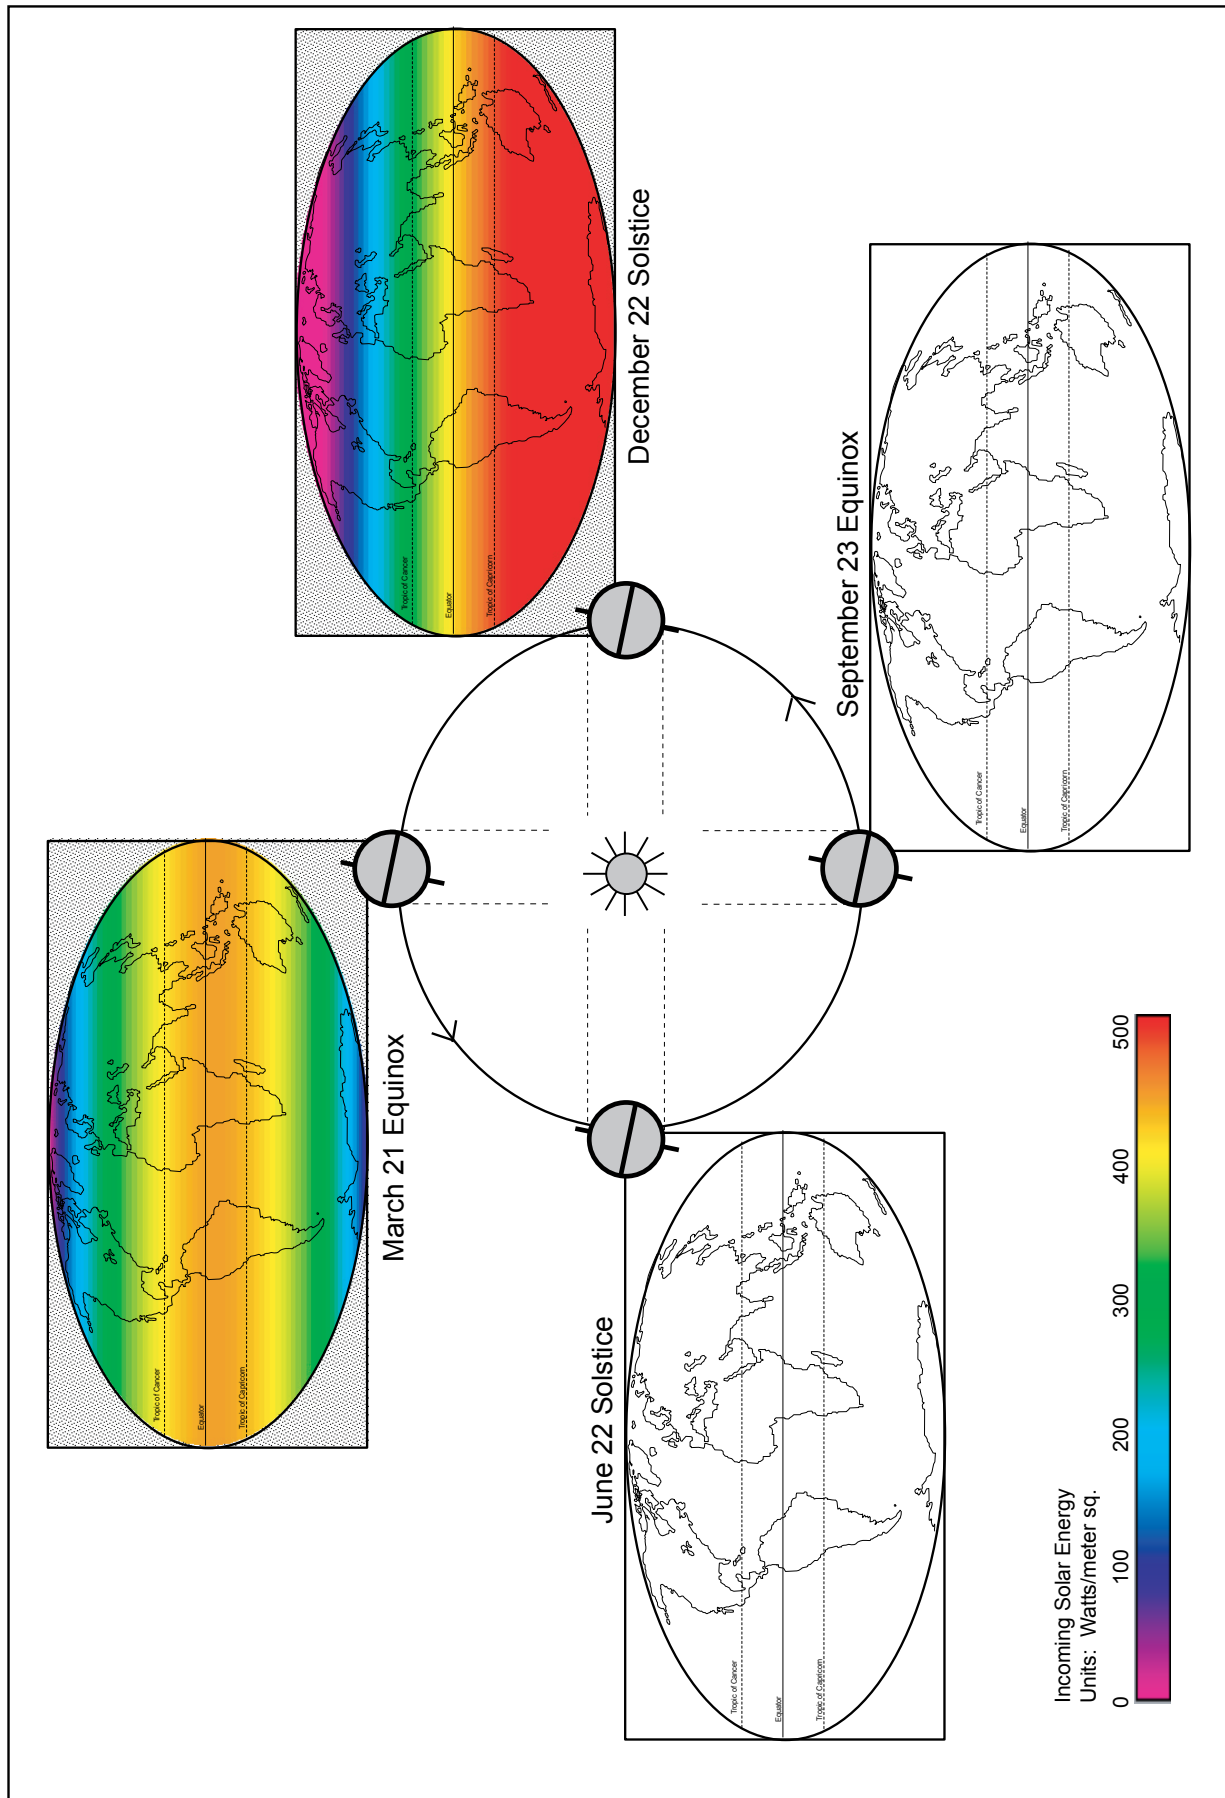 December 22 Solstice
Tropic of Cancer
Equator
Tropic of Capricorn
March 21 Equinox
Tropic of Cancer
Equator
Tropic of Capricorn
September 23 Equinox
Tropic of Cancer
Equator
Tropic of Capricorn
June 22 Solstice
Tropic of Cancer
Equator
Tropic of Capricorn
Incoming Solar Energy
Units: Watts/meter sq.
0 100 200 300 400 500